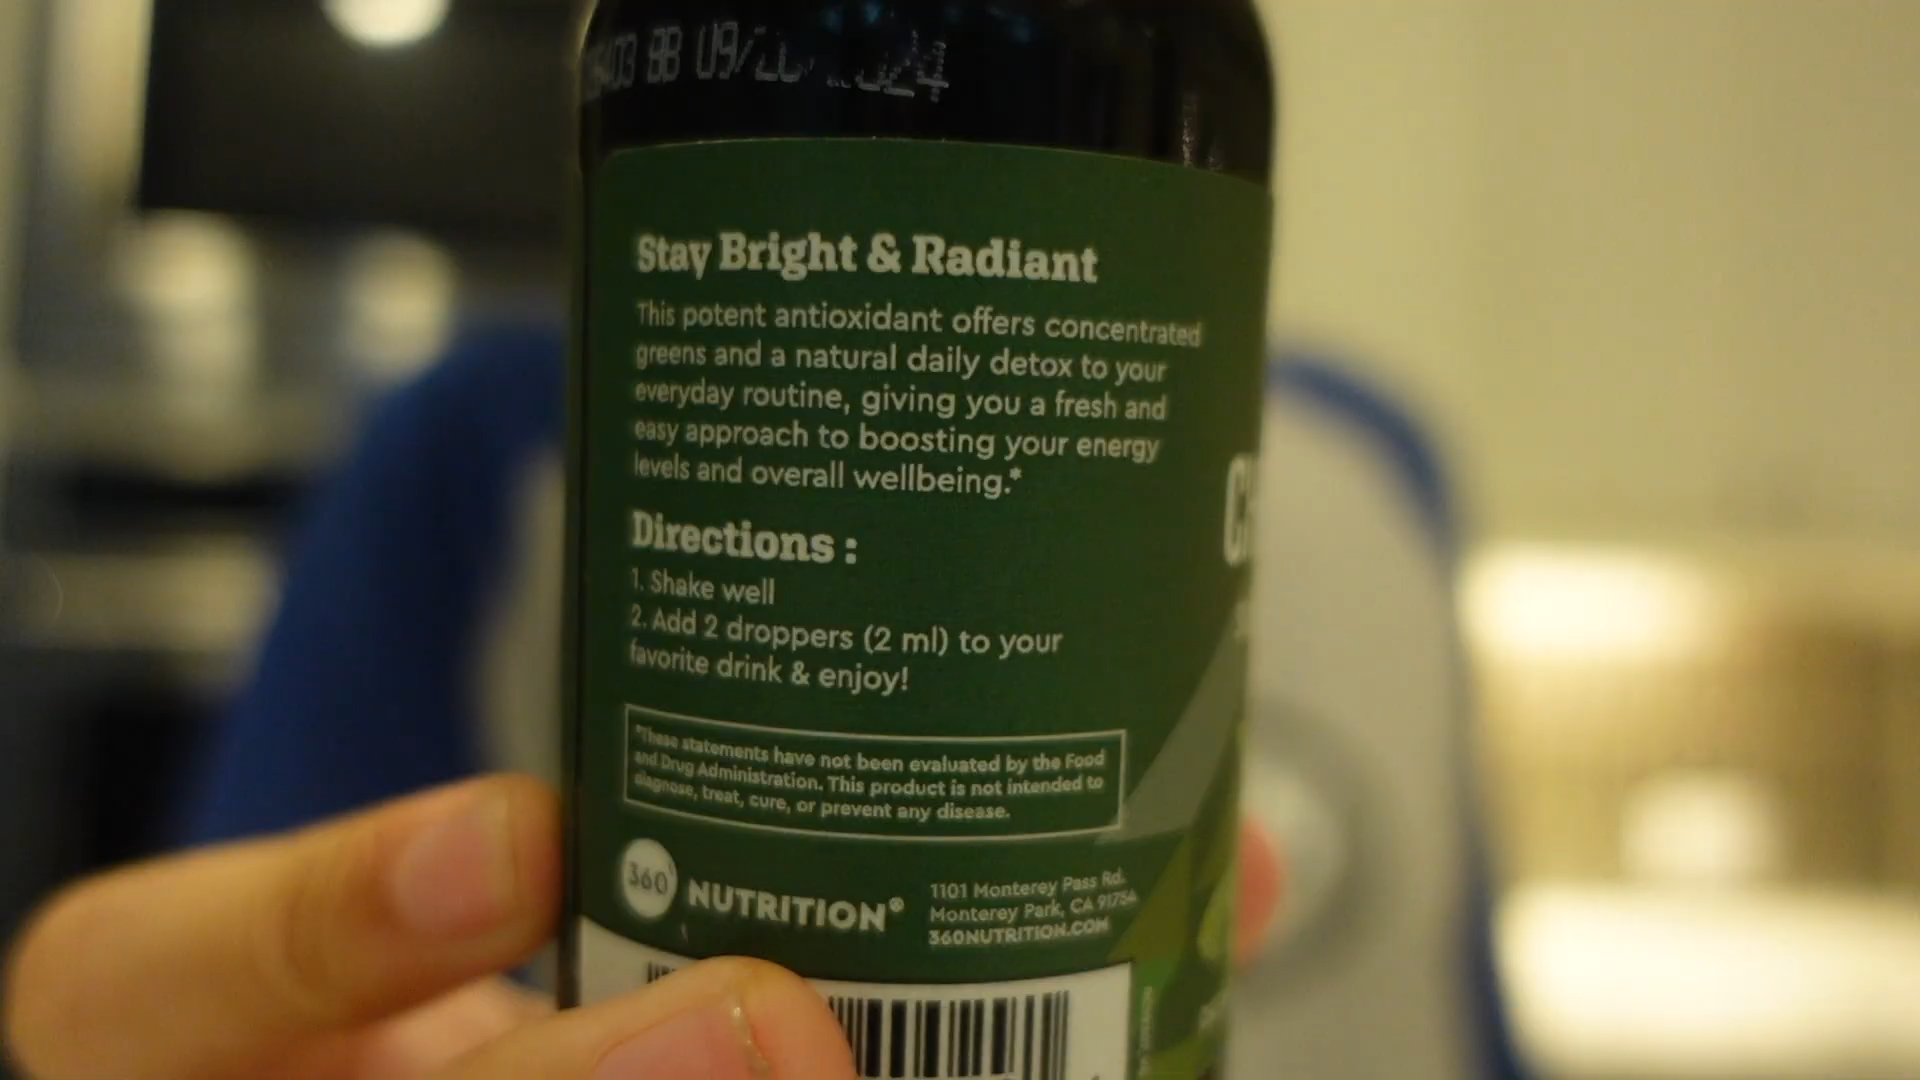 BB 09/
Stay Bright & Radiant
This potent antioxidant offers concentrated
greens and a natural daily detox to your
everyday routine, giving you a fresh and
easy approach to boosting your energy
levels and overall wellbeing.*
Directions :
1. Shake well
2. Add 2 droppers (2 ml) to your
favorite drink & enjoy!
*These statements have not been evaluated by the Food
and Drug Administration. This product is not intended to
diagnose, treat, cure, or prevent any disease.
360 NUTRITION®
1101 Monterey Pass Rd.
Monterey Park, CA 91754
360NUTRITION.COM